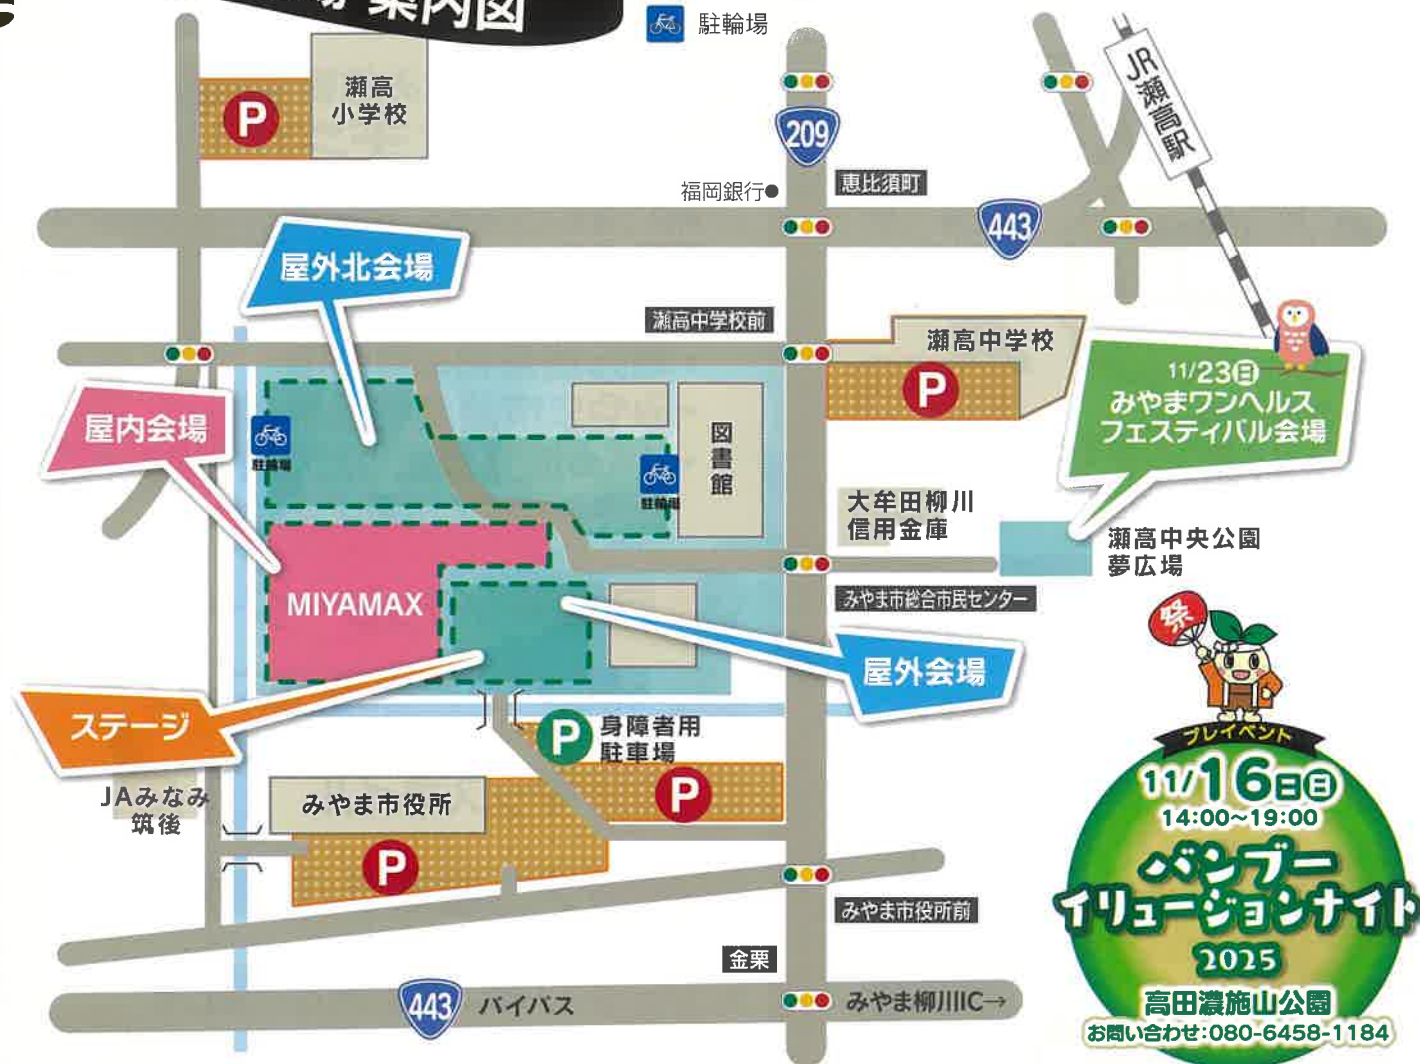 案内図
駐輪場
瀬高
小学校
P
209
JR瀬高駅
福岡銀行
恵比須町
443
屋外北会場
瀬高中学校前
瀬高中学校
P
11/23日
みやまワンヘルス
フェスティバル会場
屋内会場
駐輪場
駐輪場
図書館
大牟田柳川
信用金庫
瀬高中央公園
夢広場
MIYAMAX
みやま市総合市民センター
屋外会場
ステージ
P
身障者用
駐車場
P
JAみなみ
筑後
みやま市役所
P
みやま市役所前
金栗
443
バイパス
みやま柳川IC→
祭
プレイベント
11/16日日
14:00~19:00
バンブー
イリュージョンナイト
2025
高田濃施山公園
お問い合わせ:080-6458-1184